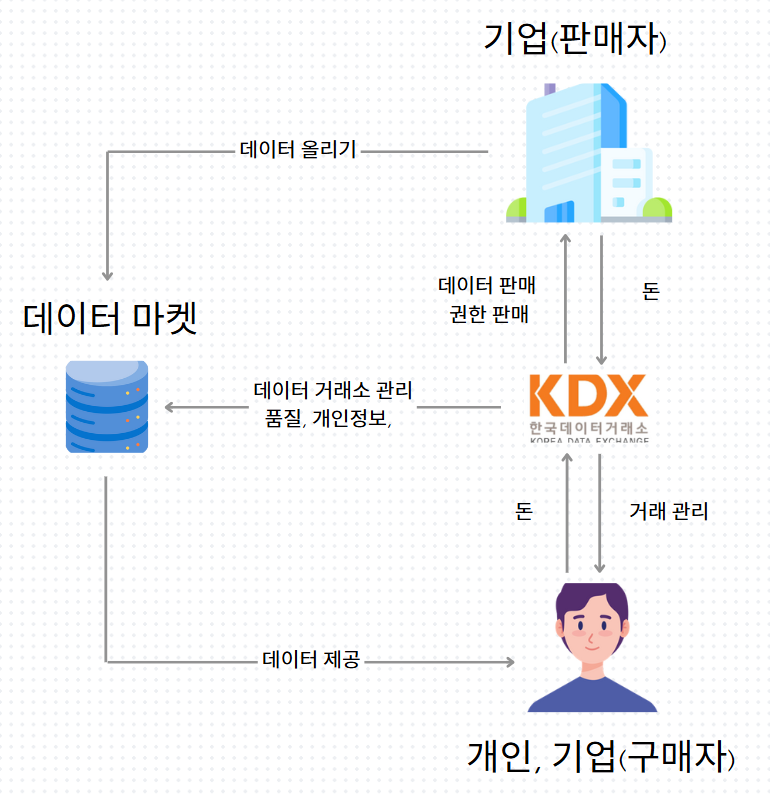 기업(판매자)
데이터 올리기
데이터 판매
권한 판매
돈
데이터 마켓
데이터 거래소 관리
품질, 개인정보,
KDX
한국데이터거래소
KOREA DATA EXCHANGE
돈
거래 관리
데이터 제공
개인, 기업(구매자)